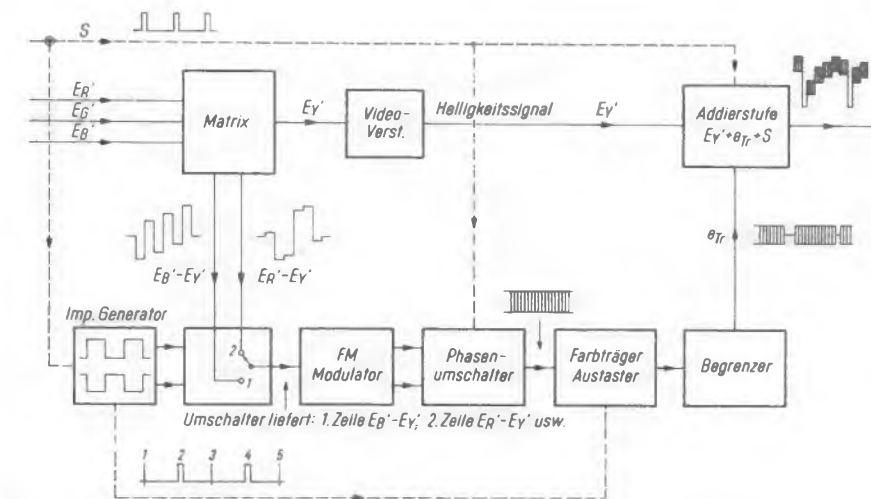 S
E_R'
E_G'
E_B'
Matrix
E_Y'
Video-
Verst.
Helligkeitssignal
E_Y'
Addierstufe
E_Y'+e_Tr+S
E_B'-E_Y'
E_R'-E_Y'
e_Tr
Imp. Generator
2
1
FM
Modulator
Phasen-
umschalter
Farbträger
Austaster
Begrenzer
Umschalter liefert: 1. Zeile E_B'-E_Y'; 2. Zeile E_R'-E_Y' usw.
1 2 3 4 5